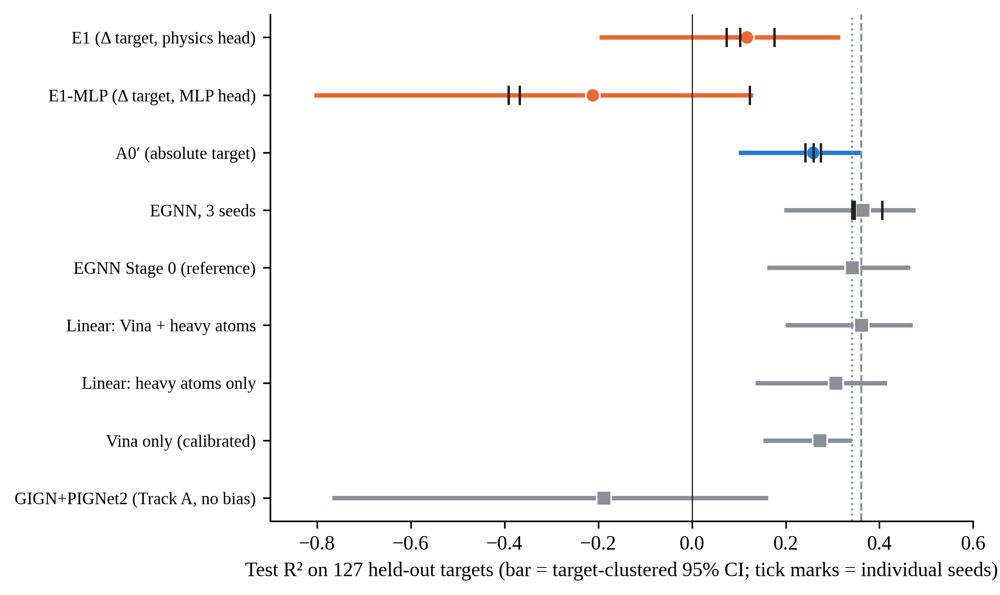 E1 (Δ target, physics head)
E1-MLP (Δ target, MLP head)
A0′ (absolute target)
EGNN, 3 seeds
EGNN Stage 0 (reference)
Linear: Vina + heavy atoms
Linear: heavy atoms only
Vina only (calibrated)
GIGN+PIGNet2 (Track A, no bias)
−0.8 −0.6 −0.4 −0.2 0.0 0.2 0.4 0.6
Test R² on 127 held-out targets (bar = target-clustered 95% CI; tick marks = individual seeds)